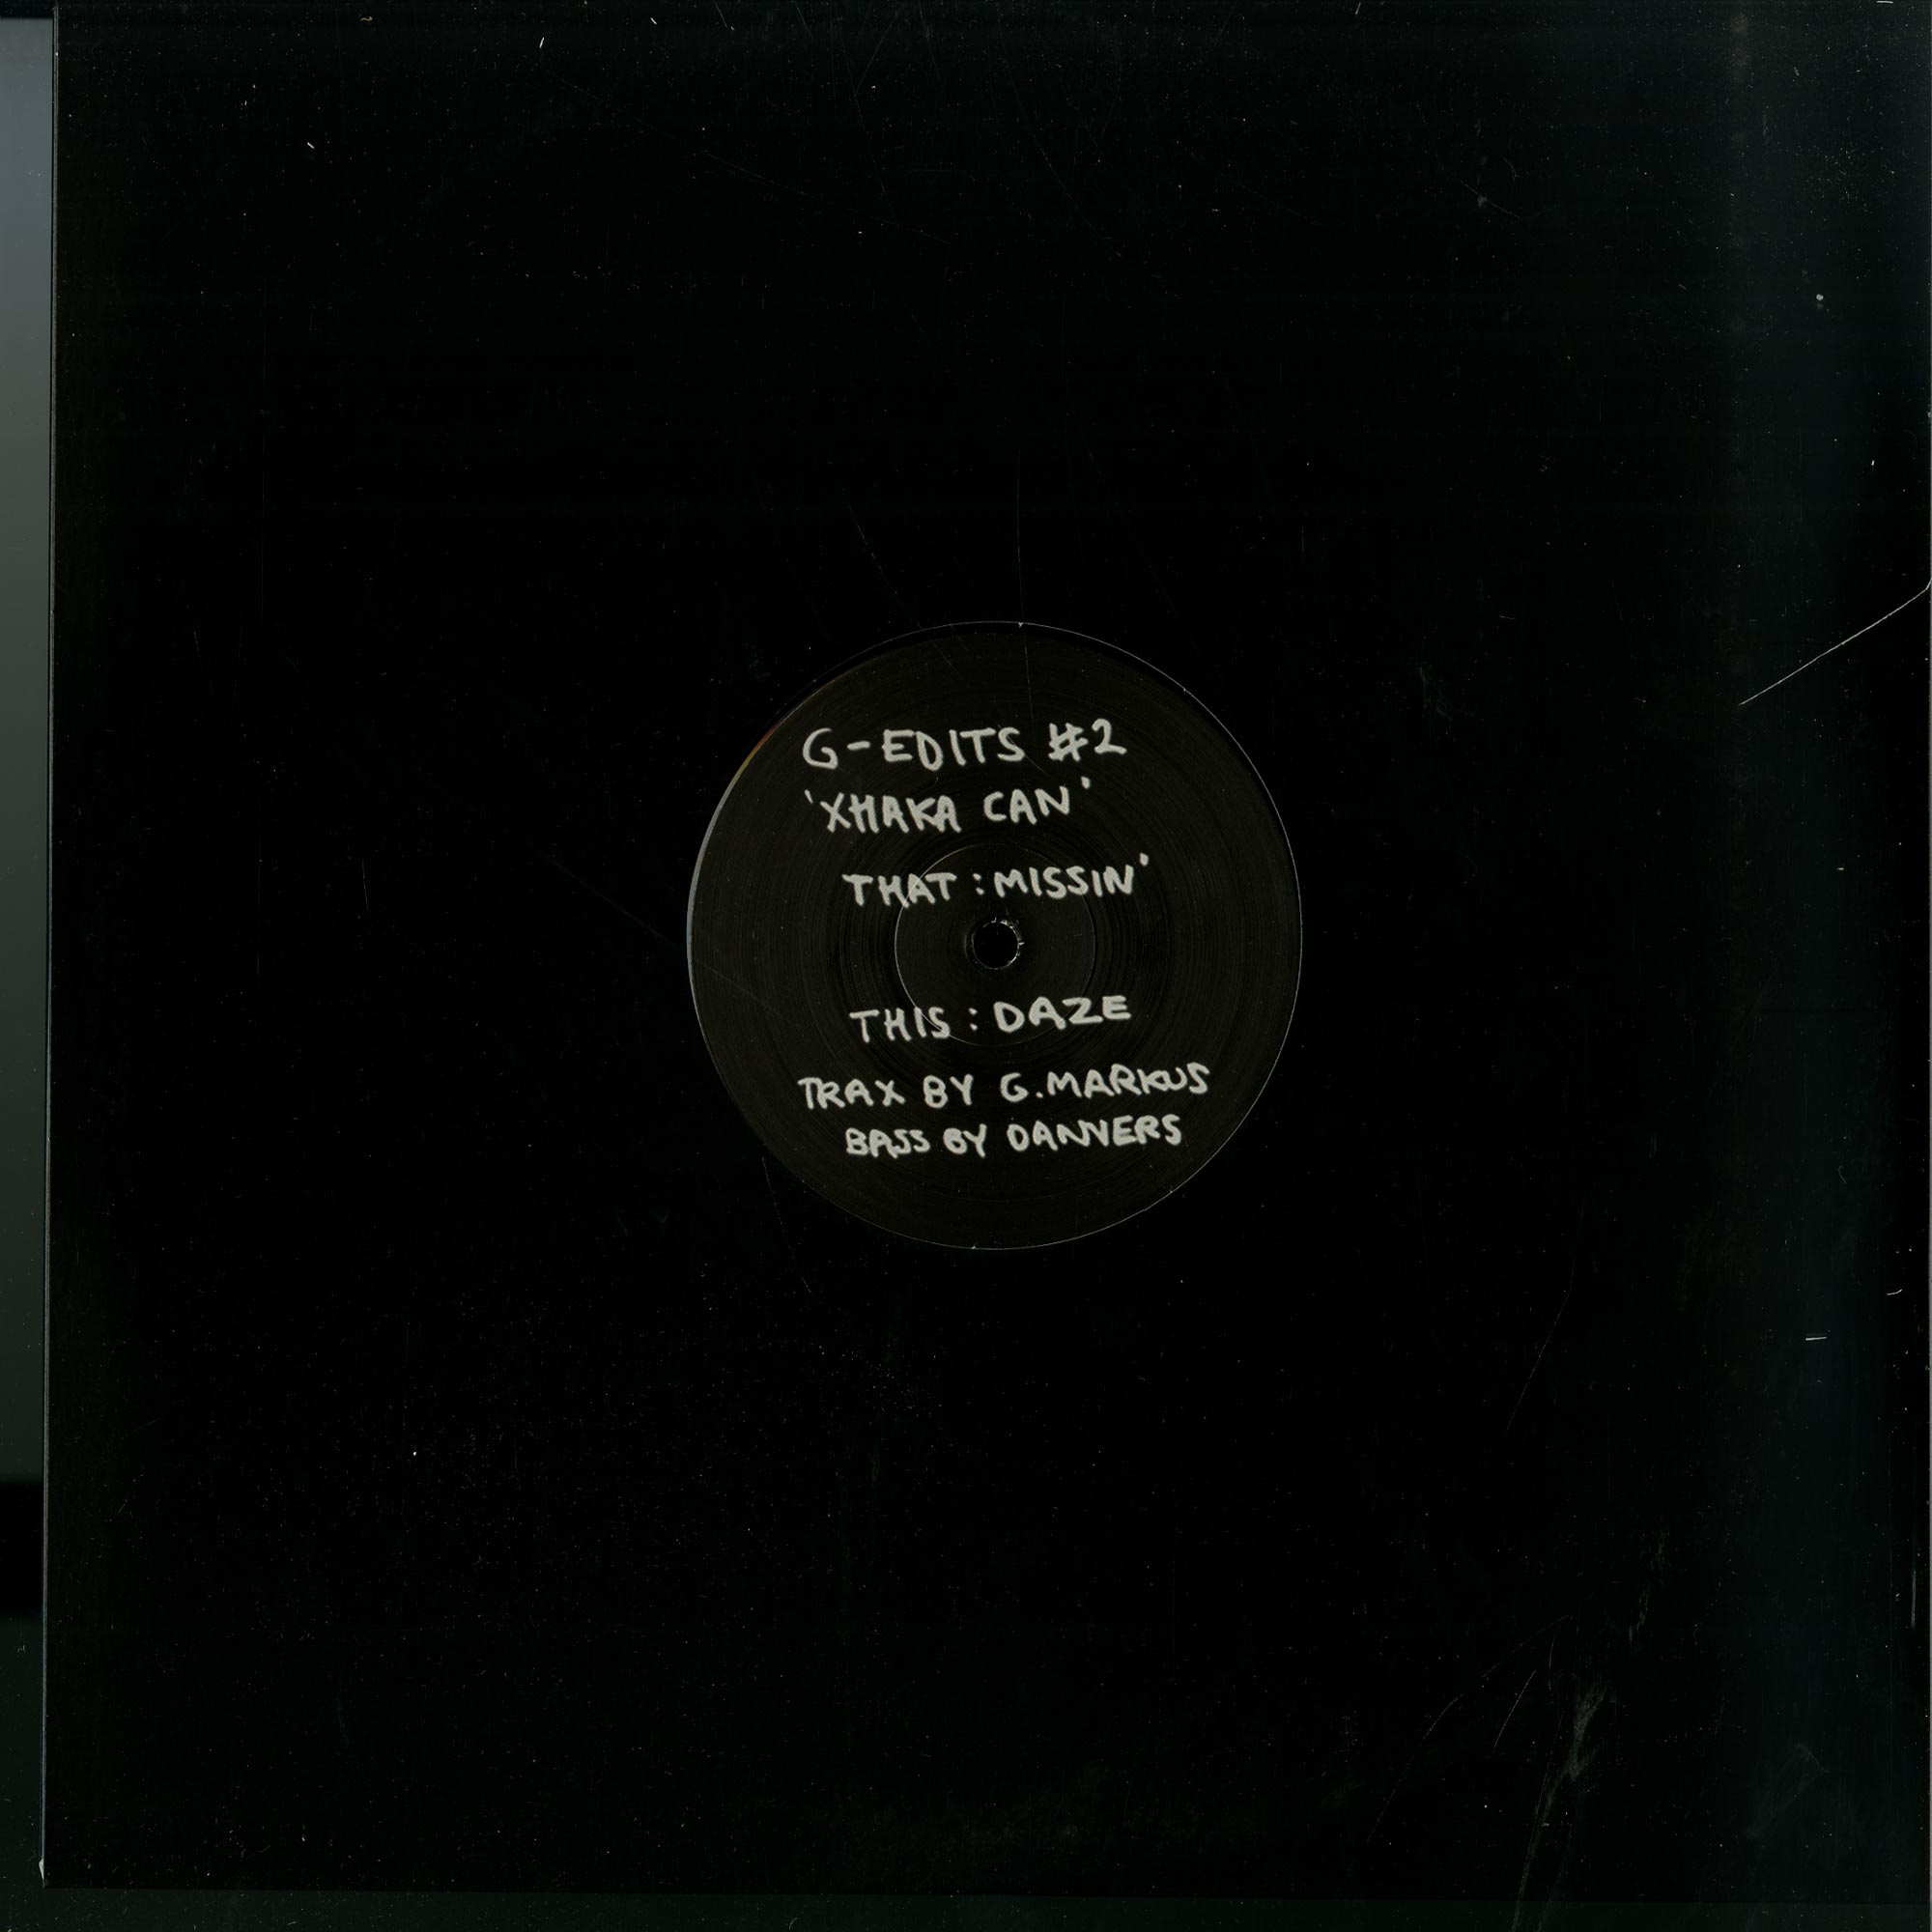 G-EDITS #2
'XHAKA CAN'
THAT : MISSIN'
THIS : DAZE
TRAX BY G.MARKUS
BASS BY DANVERS